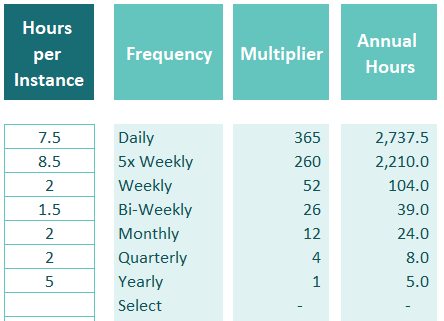 Hours per Instance Frequency Multiplier Annual Hours
7.5 Daily 365 2,737.5
8.5 5x Weekly 260 2,210.0
2 Weekly 52 104.0
1.5 Bi-Weekly 26 39.0
2 Monthly 12 24.0
2 Quarterly 4 8.0
5 Yearly 1 5.0
Select - -